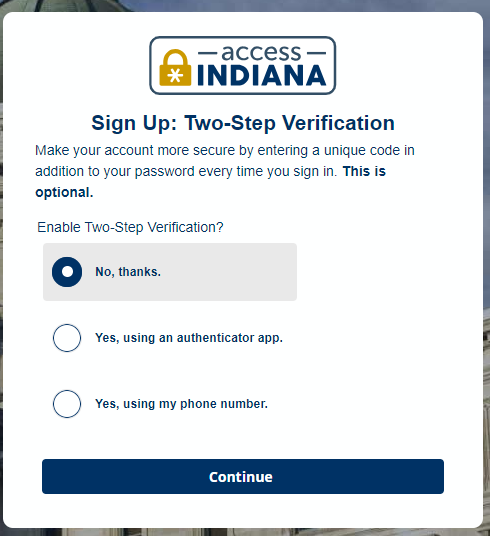 access
INDIANA
Sign Up: Two-Step Verification
Make your account more secure by entering a unique code in
addition to your password every time you sign in. This is
optional.
Enable Two-Step Verification?
No, thanks.
Yes, using an authenticator app.
Yes, using my phone number.
Continue